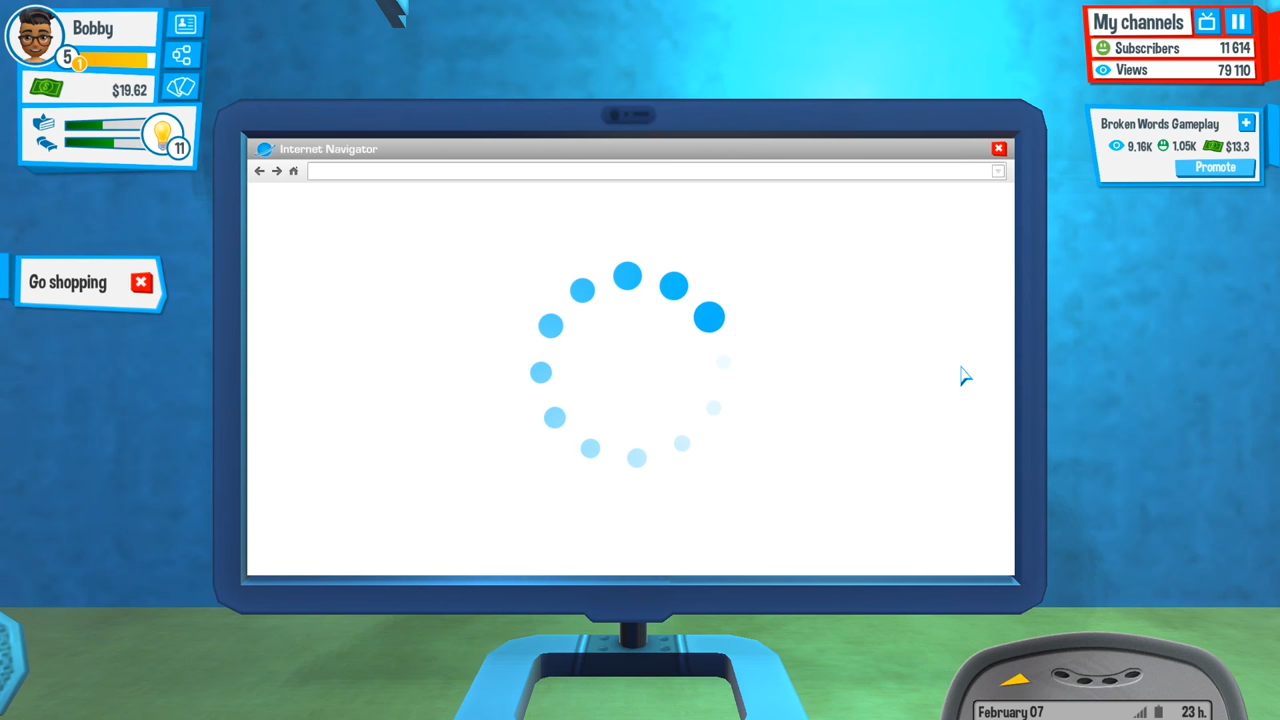 Bobby
5
1
$19.62
11
Go shopping
Internet Navigator
My channels
Subscribers 11 614
Views 79 110
Broken Words Gameplay
9.16K 1.05K $13.3
Promote
February 07 23 h.